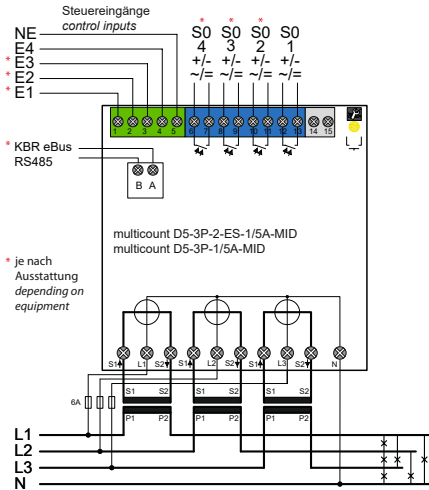 Steuereingänge
control inputs
NE
E4
* E3
* E2
* E1
* * *
S0 S0 S0 S0
4 3 2 1
+/- +/- +/- +/-
~/= ~/= ~/= ~/=
1 2 3 4 5 6 7 8 9 10 11 12 13 14 15
* KBR eBus
RS485
B A
multicount D5-3P-2-ES-1/5A-MID
multicount D5-3P-1/5A-MID
* je nach
Ausstattung
depending on
equipment
S1 L1 S2 S1 L2 S2 S1 L3 S2 N
6A
S1 S2 S1 S2 S1 S2
P1 P2 P1 P2 P1 P2
L1
L2
L3
N